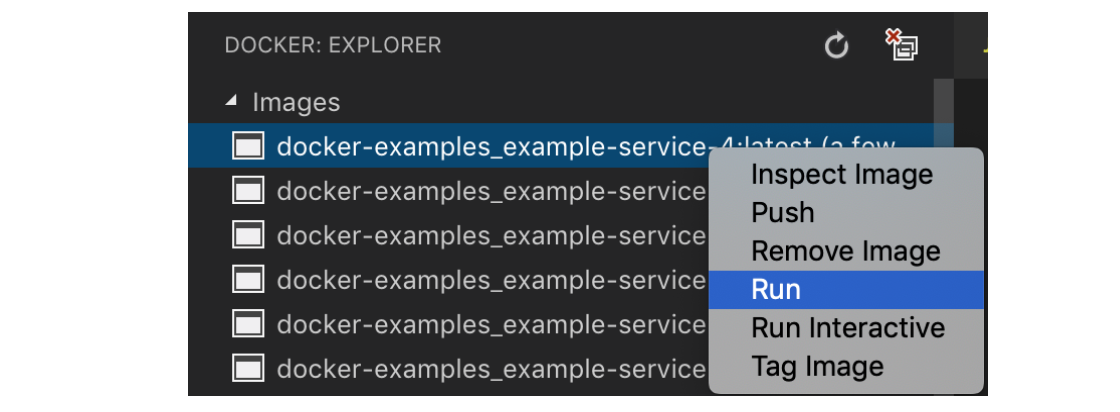 DOCKER: EXPLORER
Images
docker-examples_example-service-4:latest (a few
docker-examples_example-service
docker-examples_example-service
docker-examples_example-service
docker-examples_example-service
docker-examples_example-service
Inspect Image
Push
Remove Image
Run
Run Interactive
Tag Image